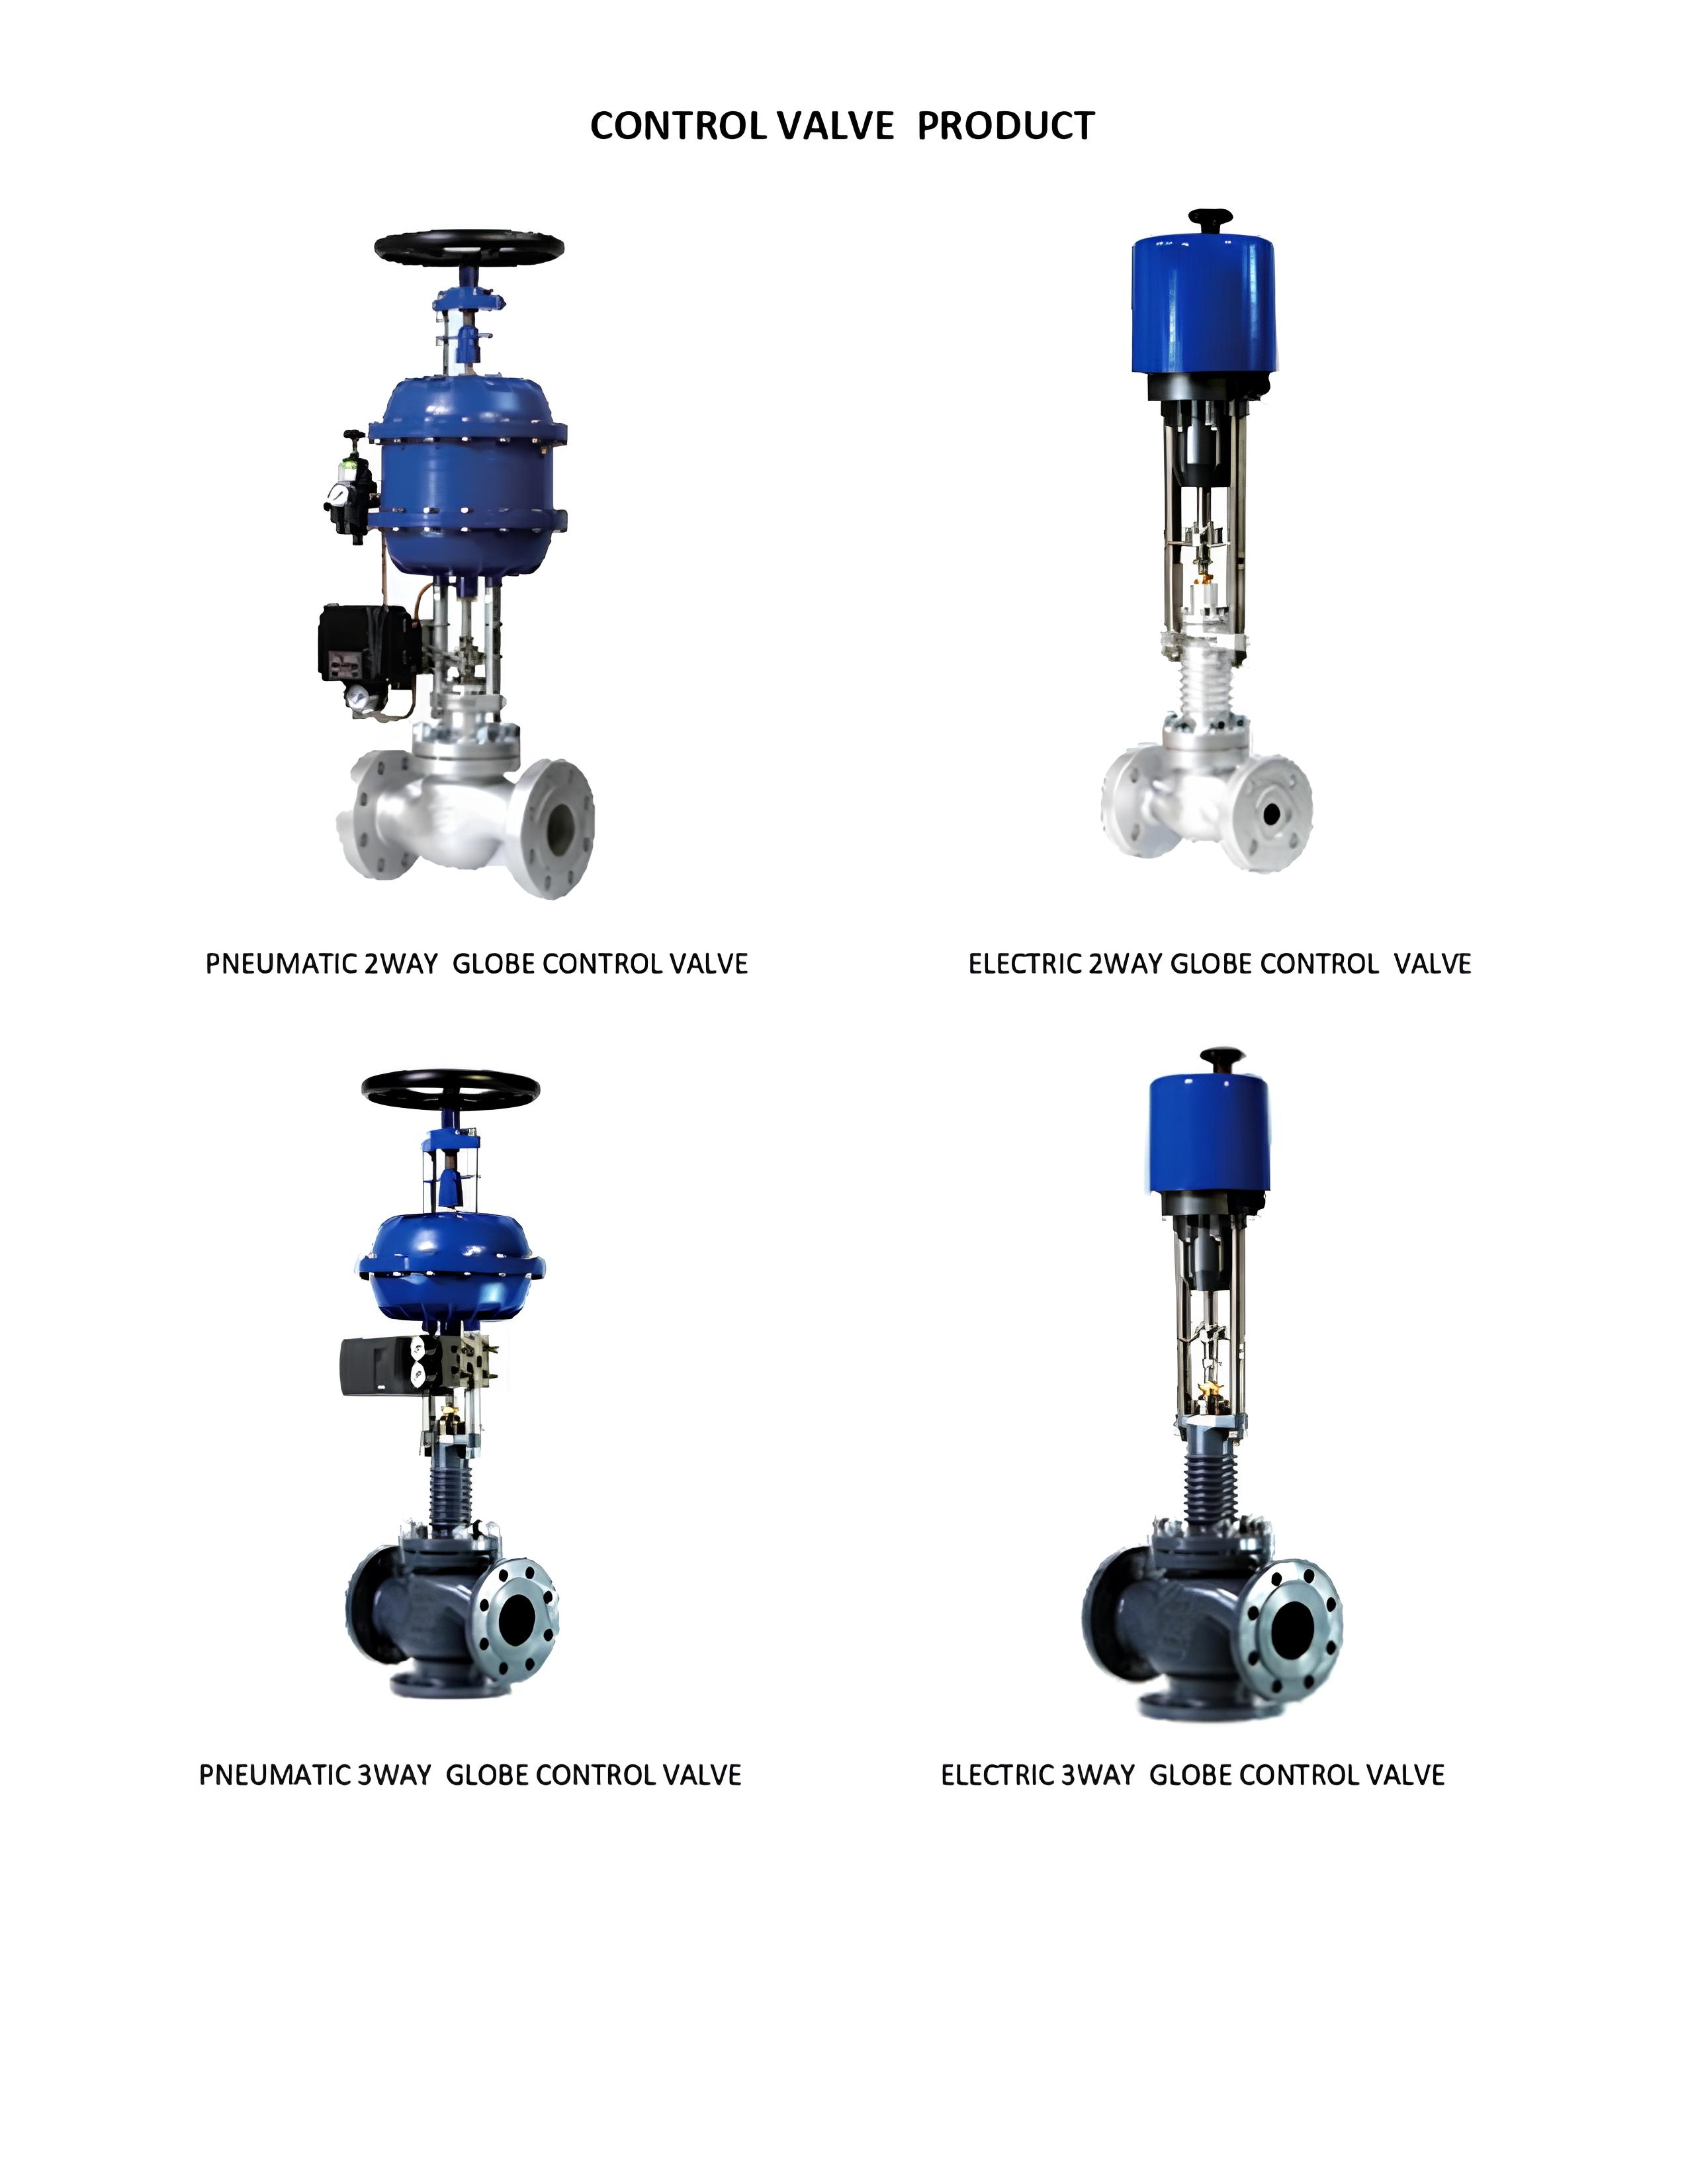 CONTROL VALVE  PRODUCT
PNEUMATIC 2WAY  GLOBE CONTROL VALVE
ELECTRIC 2WAY GLOBE CONTROL  VALVE
PNEUMATIC 3WAY  GLOBE CONTROL VALVE
ELECTRIC 3WAY  GLOBE CONTROL VALVE